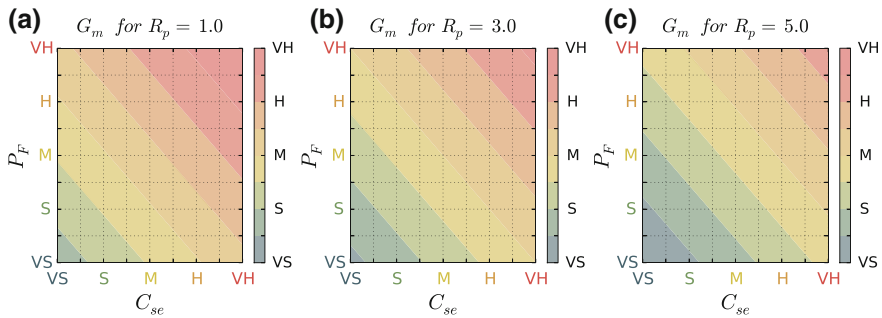 (a) G_m for R_p = 1.0
VH
H
M
S
VS
P_F
VS S M H VH
C_se
VH
H
M
S
VS
(b) G_m for R_p = 3.0
VH
H
M
S
VS
P_F
VS S M H VH
C_se
VH
H
M
S
VS
(c) G_m for R_p = 5.0
VH
H
M
S
VS
P_F
VS S M H VH
C_se
VH
H
M
S
VS